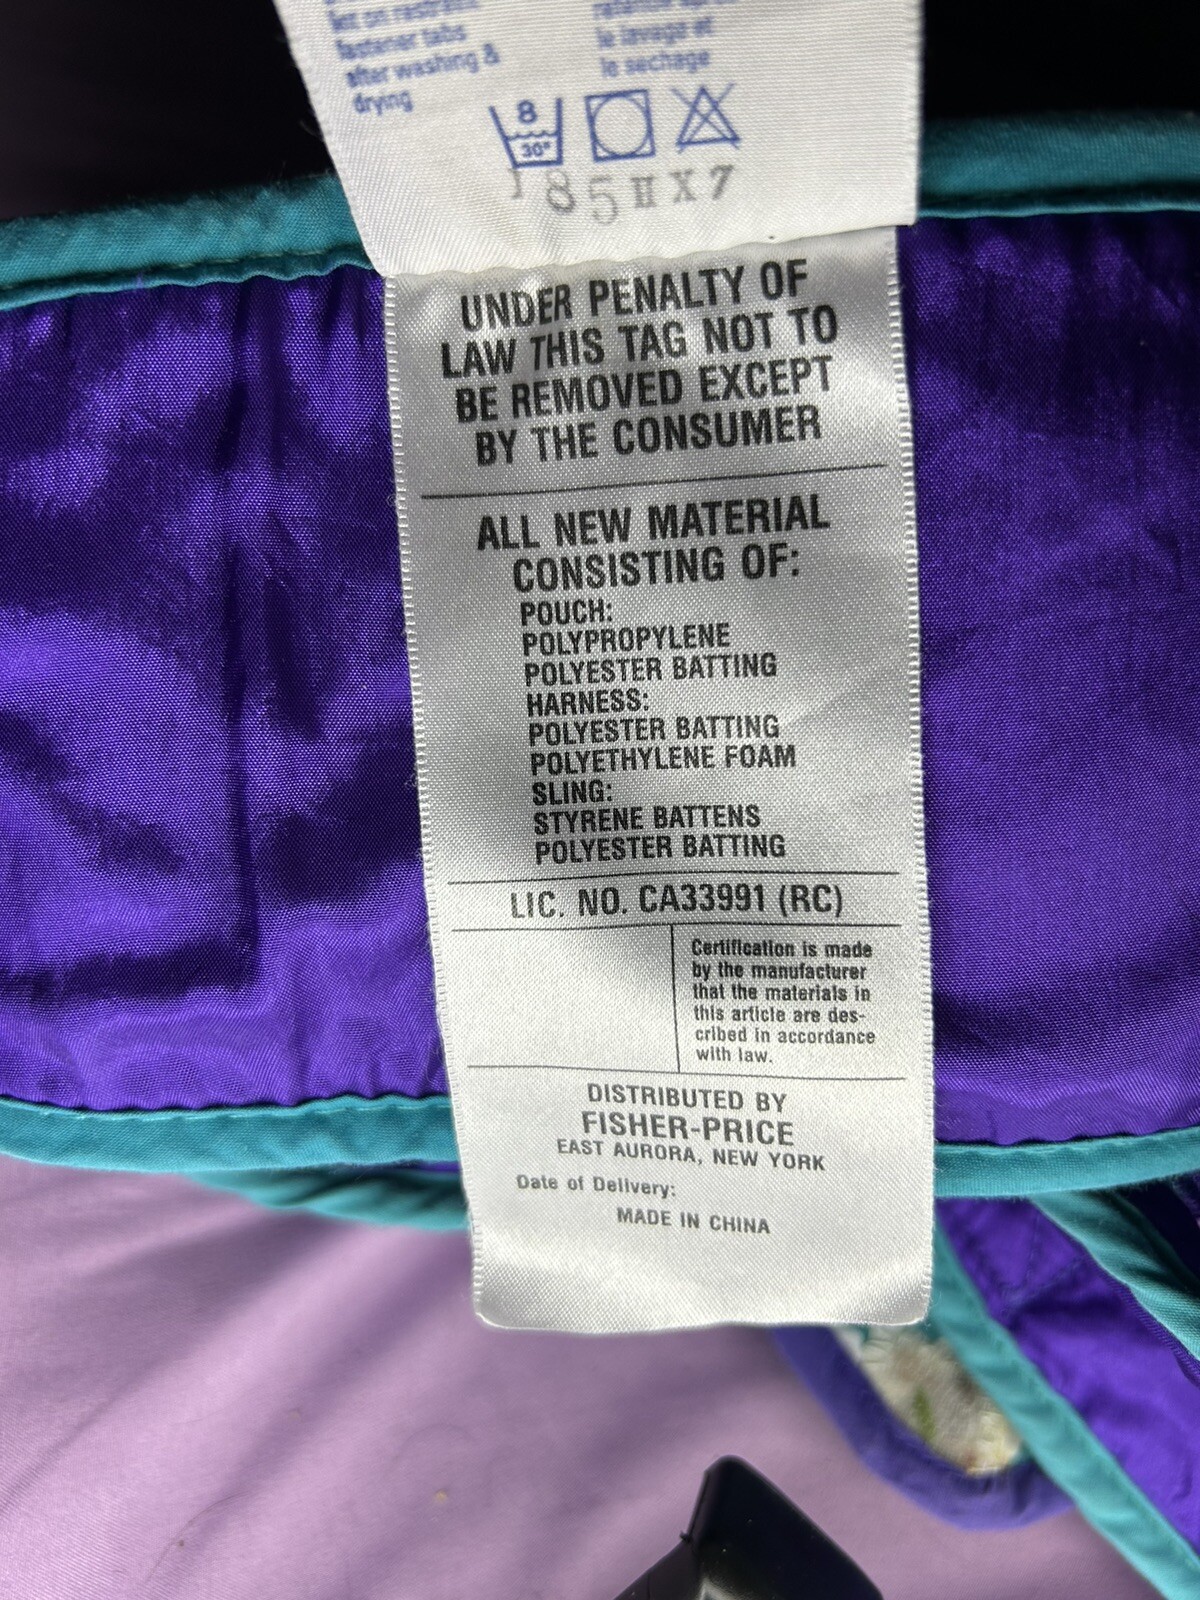 fastener tabs
after washing &
drying
le lavage et
le sechage
8
30°
185 II X 7
UNDER PENALTY OF
LAW THIS TAG NOT TO
BE REMOVED EXCEPT
BY THE CONSUMER
ALL NEW MATERIAL
CONSISTING OF:
POUCH:
POLYPROPYLENE
POLYESTER BATTING
HARNESS:
POLYESTER BATTING
POLYETHYLENE FOAM
SLING:
STYRENE BATTENS
POLYESTER BATTING
LIC. NO. CA33991 (RC)
Certification is made
by the manufacturer
that the materials in
this article are des-
cribed in accordance
with law.
DISTRIBUTED BY
FISHER-PRICE
EAST AURORA, NEW YORK
Date of Delivery:
MADE IN CHINA